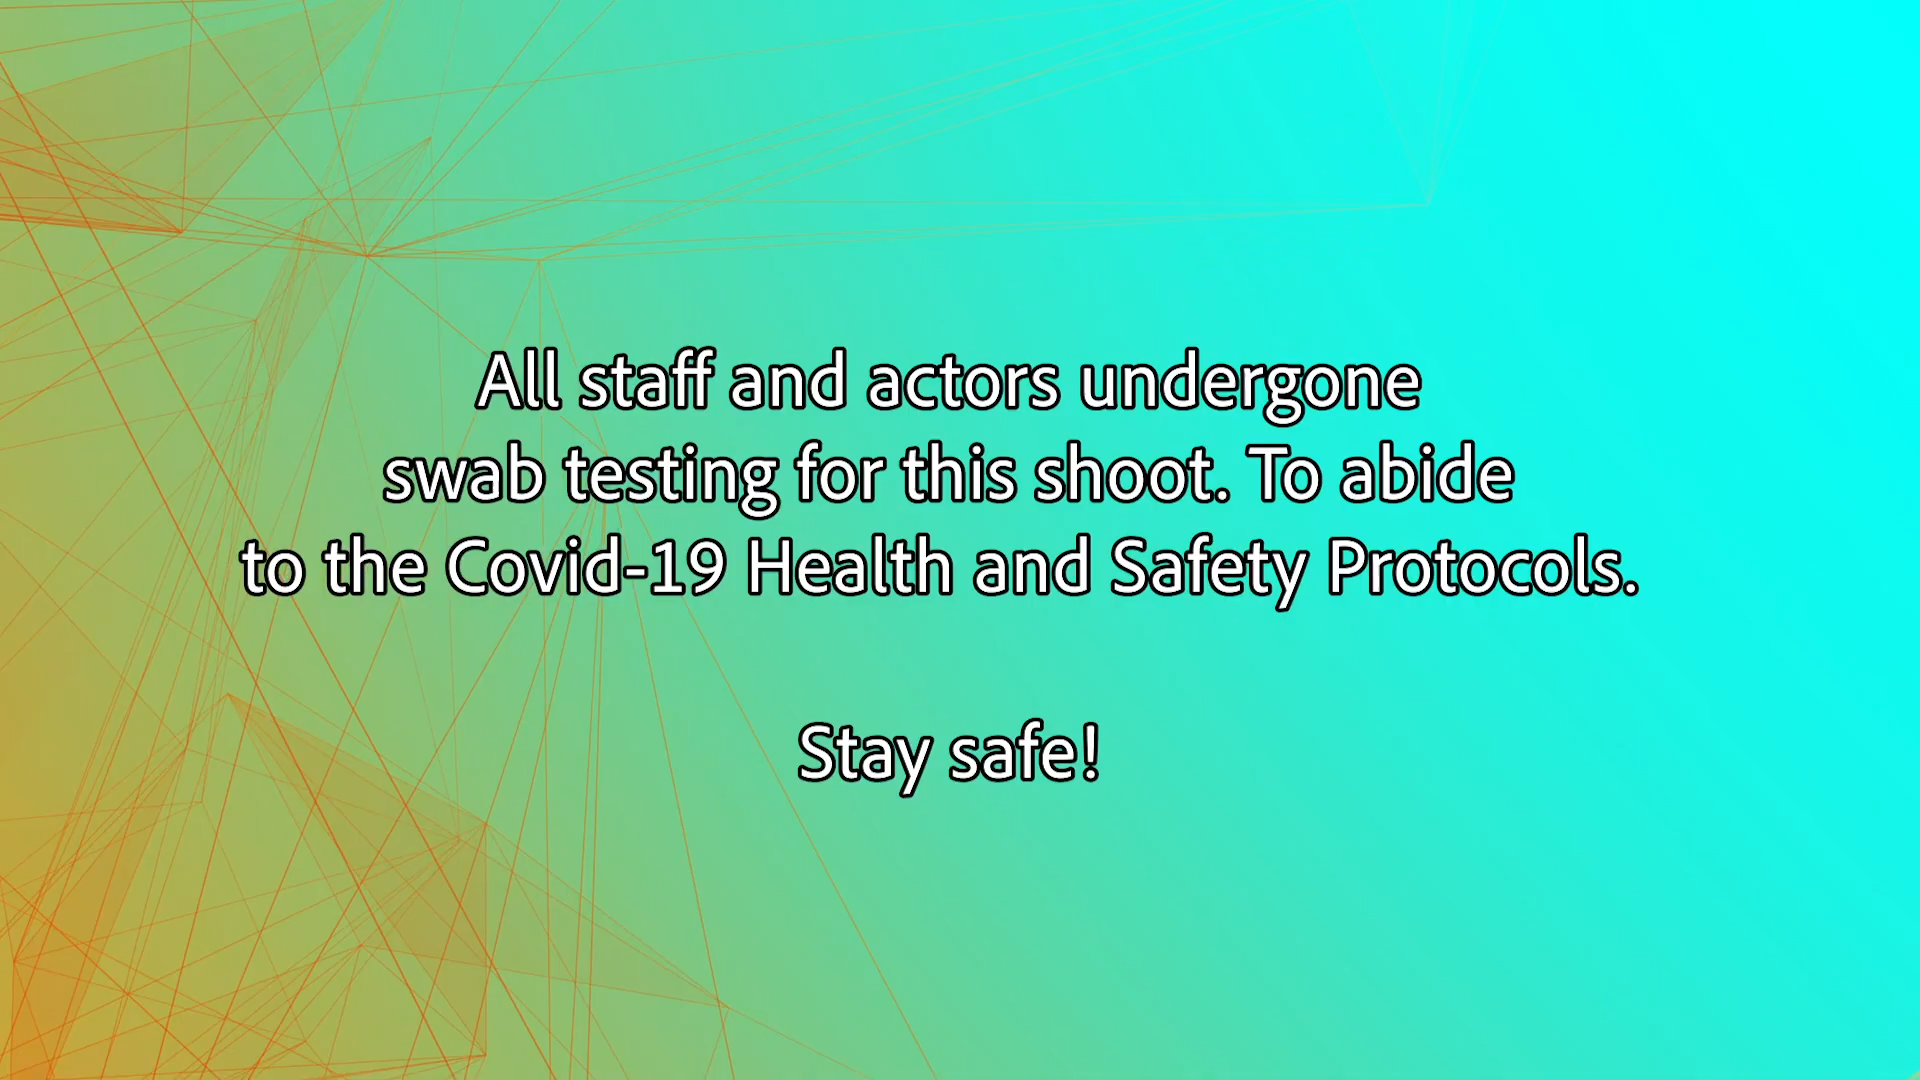 All staff and actors undergone
swab testing for this shoot. To abide
to the Covid-19 Health and Safety Protocols.
Stay safe!